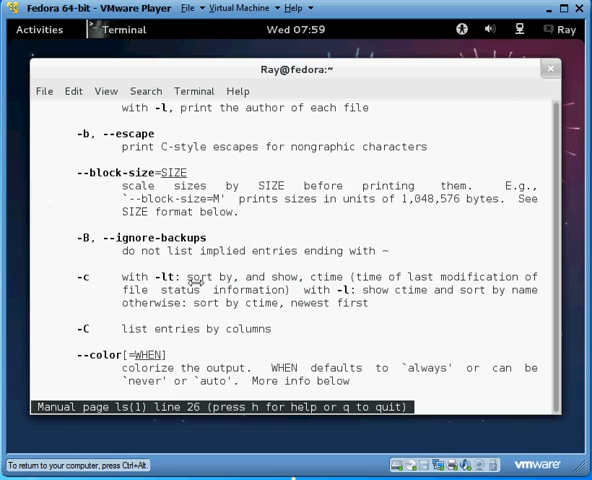 Fedora 64-bit - VMware Player File Virtual Machine Help
Activities Terminal Wed 07:59 Ray
Ray@fedora:~
File Edit View Search Terminal Help
with -l, print the author of each file
-b, --escape
print C-style escapes for nongraphic characters
--block-size=SIZE
scale sizes by SIZE before printing them. E.g.,
`--block-size=M' prints sizes in units of 1,048,576 bytes. See
SIZE format below.
-B, --ignore-backups
do not list implied entries ending with ~
-c with -lt: sort by, and show, ctime (time of last modification of
file status information) with -l: show ctime and sort by name
otherwise: sort by ctime, newest first
-C list entries by columns
--color[=WHEN]
colorize the output. WHEN defaults to `always' or can be
`never' or `auto'. More info below
Manual page ls(1) line 26 (press h for help or q to quit)
To return to your computer, press Ctrl+Alt.
vmware